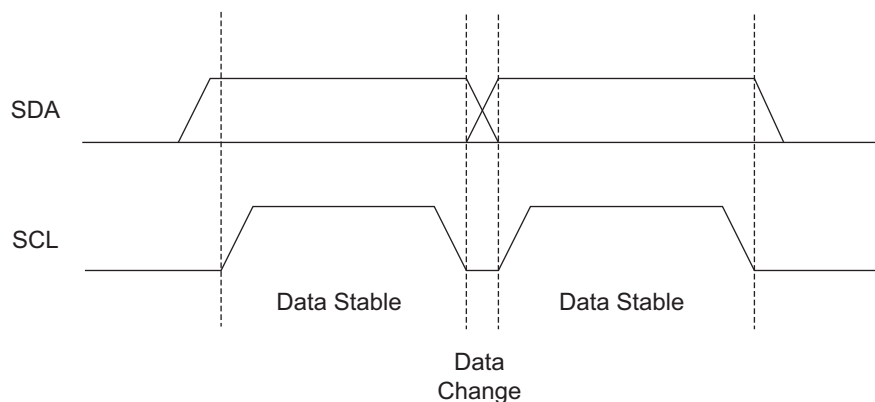 SDA
SCL
Data Stable
Data Stable
Data
Change